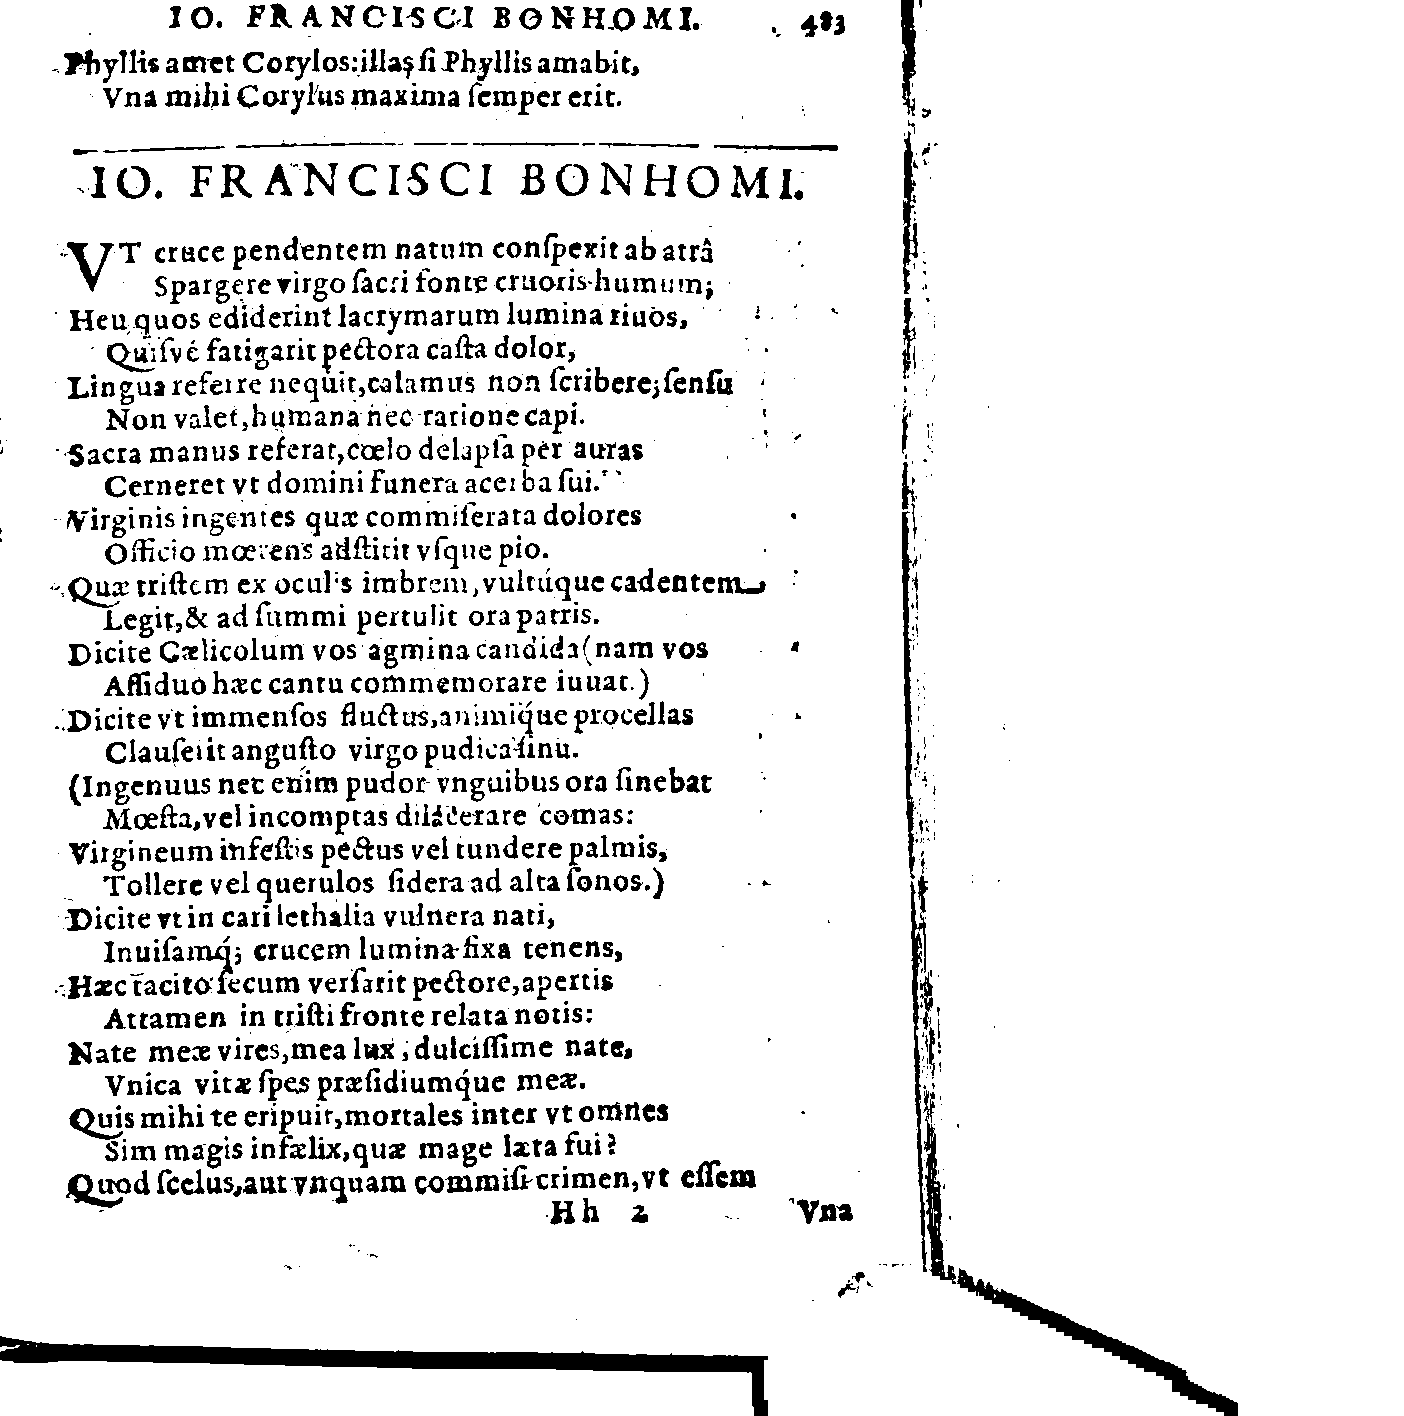 IO. FRANCISCI BONHOMI. 483
Phyllis amet Corylos: illas ſi Phyllis amabit,
Vna mihi Corylus maxima ſemper erit.
IO. FRANCISCI BONHOMI.
VT cruce pendentem natum conſpexit ab atrâ
Spargere virgo ſacri fonte cruoris humum;
Heu quos ediderint lacrymarum lumina riuos,
Quiſvé fatigarit pectora caſta dolor,
Lingua referre nequit, calamus non ſcribere; ſenſu
Non valet, humana nec ratione capi.
Sacra manus referat, cœlo delapſa per auras
Cerneret vt domini funera acerba ſui.
Virginis ingentes quæ commiſerata dolores
Officio mœrens adſtitit vſque pio.
Quæ triſtem ex oculis imbrem, vultúque cadentem
Legit, & ad ſummi pertulit ora patris.
Dicite Cælicolum vos agmina candida (nam vos
Aſſiduo hæc cantu commemorare iuuat.)
Dicite vt immenſos fluctus, animíque procellas
Clauſerit anguſto virgo pudica ſinu.
(Ingenuus nec enim pudor vnguibus ora ſinebat
Mœſta, vel incomptas dilacerare comas:
Virgineum infeſtis pectus vel tundere palmis,
Tollere vel querulos ſidera ad alta ſonos.)
Dicite vt in cari lethalia vulnera nati,
Inuiſamq́; crucem lumina fixa tenens,
Hæc tacito ſecum verſarit pectore, apertis
Attamen in triſti fronte relata notis:
Nate meæ vires, mea lux, dulciſſime nate,
Vnica vitæ ſpes præſidiumq́ue meæ.
Quis mihi te eripuit, mortales inter vt omnes
Sim magis infælix, quæ mage læta fui?
Quod ſcelus, aut vnquam commiſi crimen, vt eſſem
Hh 2 Vna